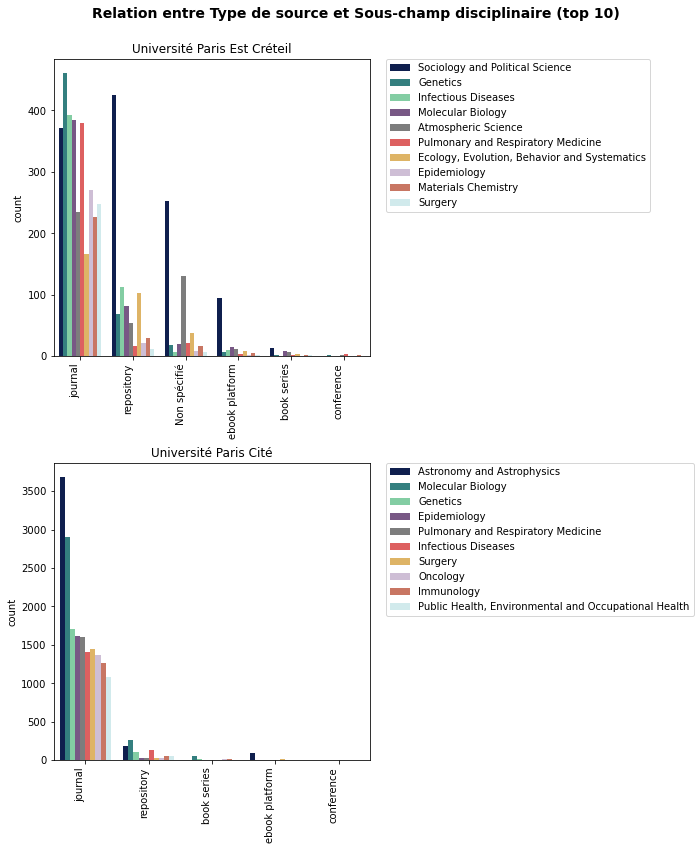 Relation entre Type de source et Sous-champ disciplinaire (top 10)
Université Paris Est Créteil
count
400
300
200
100
0
journal
repository
Non spécifié
ebook platform
book series
conference
Sociology and Political Science
Genetics
Infectious Diseases
Molecular Biology
Atmospheric Science
Pulmonary and Respiratory Medicine
Ecology, Evolution, Behavior and Systematics
Epidemiology
Materials Chemistry
Surgery
Université Paris Cité
count
3500
3000
2500
2000
1500
1000
500
0
journal
repository
book series
ebook platform
conference
Astronomy and Astrophysics
Molecular Biology
Genetics
Epidemiology
Pulmonary and Respiratory Medicine
Infectious Diseases
Surgery
Oncology
Immunology
Public Health, Environmental and Occupational Health